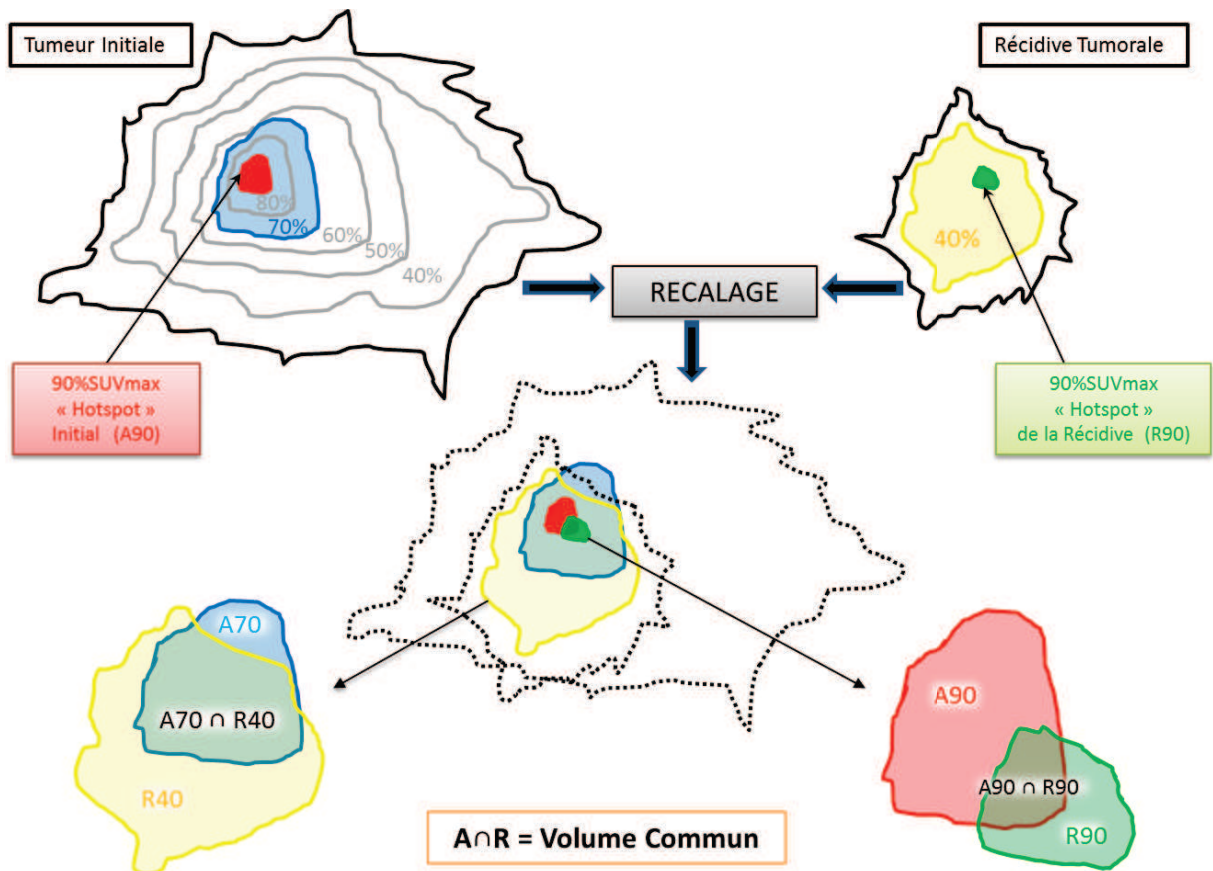 Tumeur Initiale
Récidive Tumorale
80%
70%
60%
50%
40%
40%
RECALAGE
90%SUVmax
« Hotspot »
Initial (A90)
90%SUVmax
« Hotspot »
de la Récidive (R90)
A70
A70 ∩ R40
R40
A90
A90 ∩ R90
R90
A∩R = Volume Commun